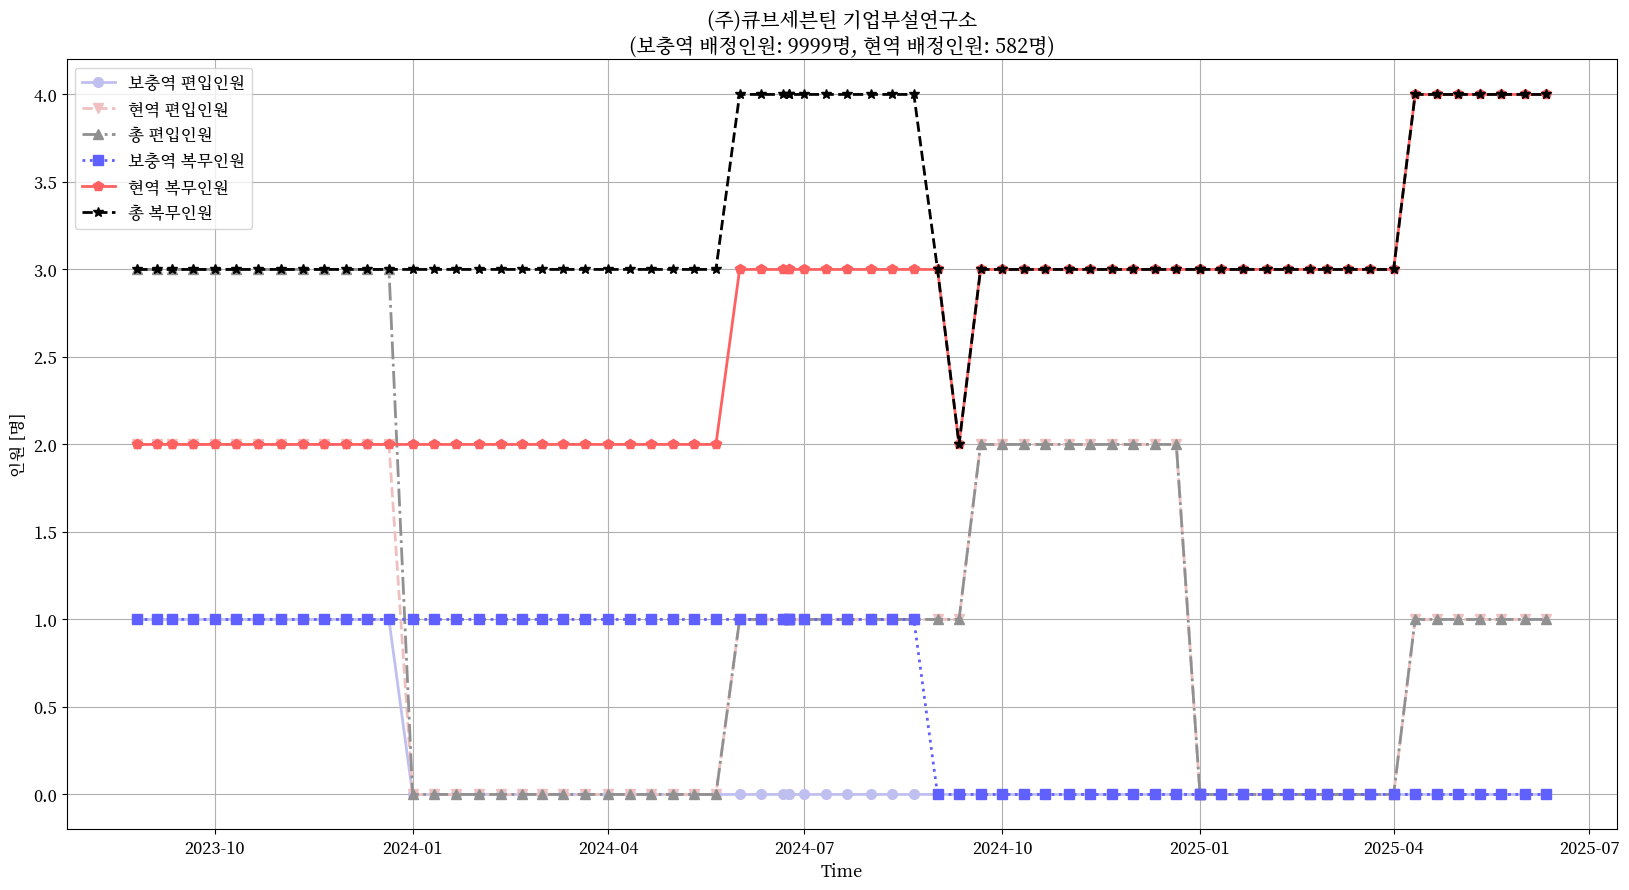 (주)큐브세븐틴 기업부설연구소
(보충역 배정인원: 9999명, 현역 배정인원: 582명)
보충역 편입인원
현역 편입인원
총 편입인원
보충역 복무인원
현역 복무인원
총 복무인원
4.0
3.5
3.0
2.5
2.0
1.5
1.0
0.5
0.0
인원 [명]
2023-10
2024-01
2024-04
2024-07
2024-10
2025-01
2025-04
2025-07
Time